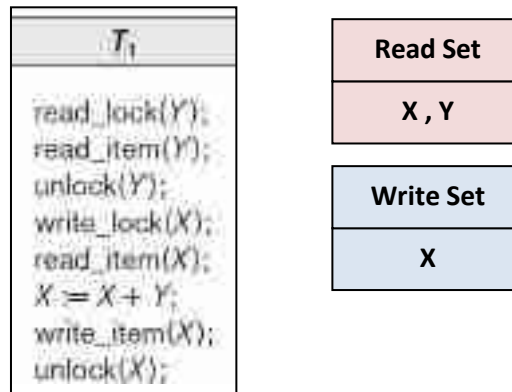 T₁
read_lock(Y);
read_item(Y);
unlock(Y);
write_lock(X);
read_item(X);
X := X + Y;
write_item(X);
unlock(X);
Read Set
X , Y
Write Set
X